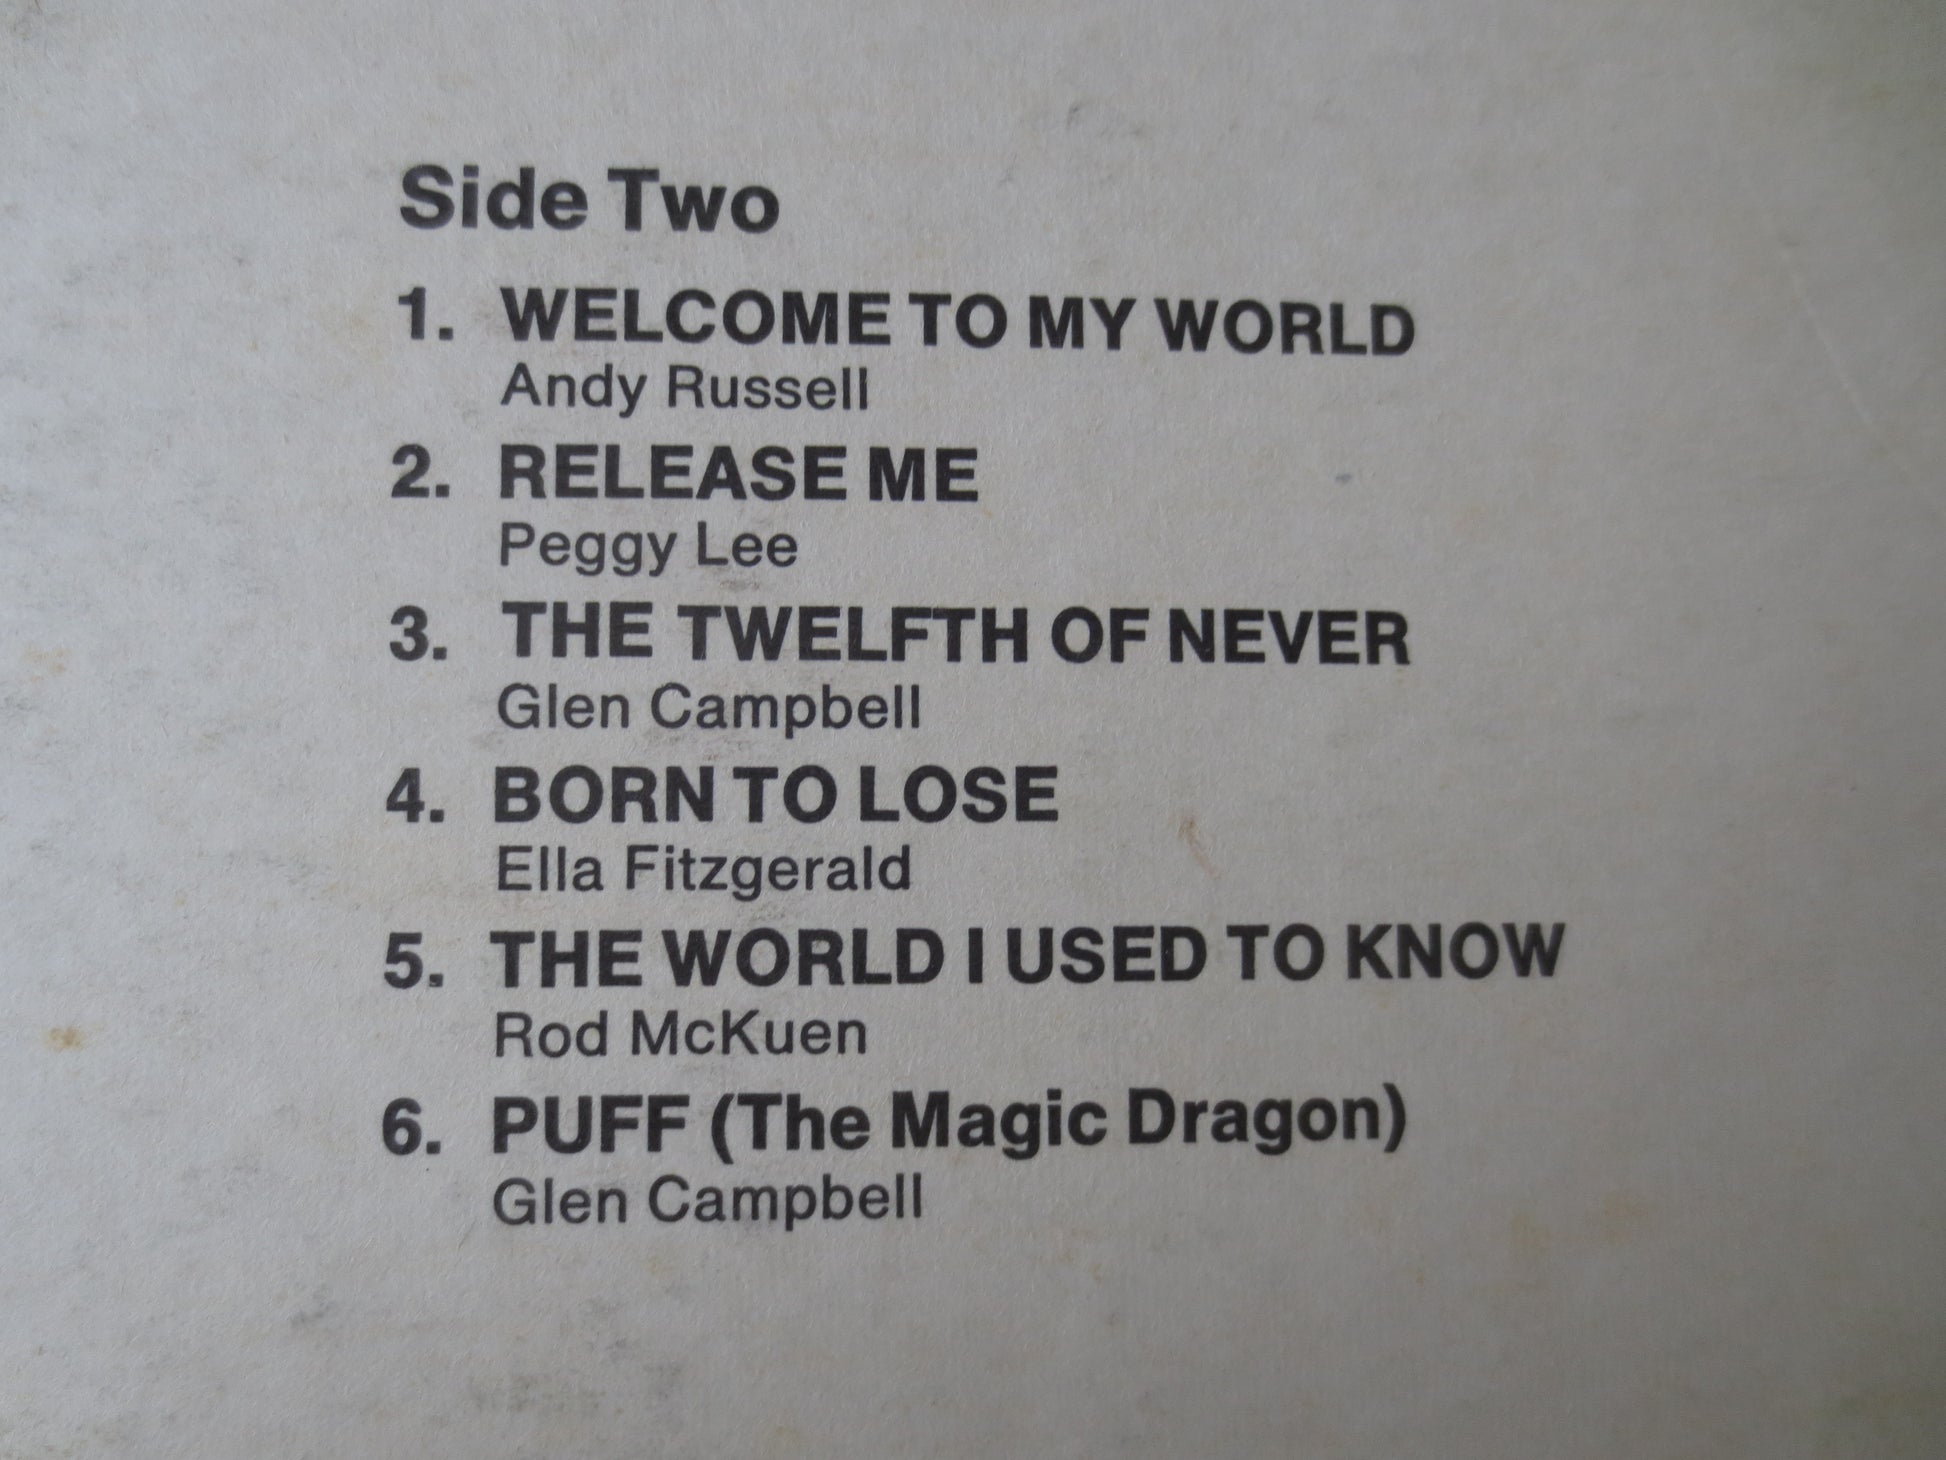 Side Two
1. WELCOME TO MY WORLD
Andy Russell
2. RELEASE ME
Peggy Lee
3. THE TWELFTH OF NEVER
Glen Campbell
4. BORN TO LOSE
Ella Fitzgerald
5. THE WORLD I USED TO KNOW
Rod McKuen
6. PUFF (The Magic Dragon)
Glen Campbell